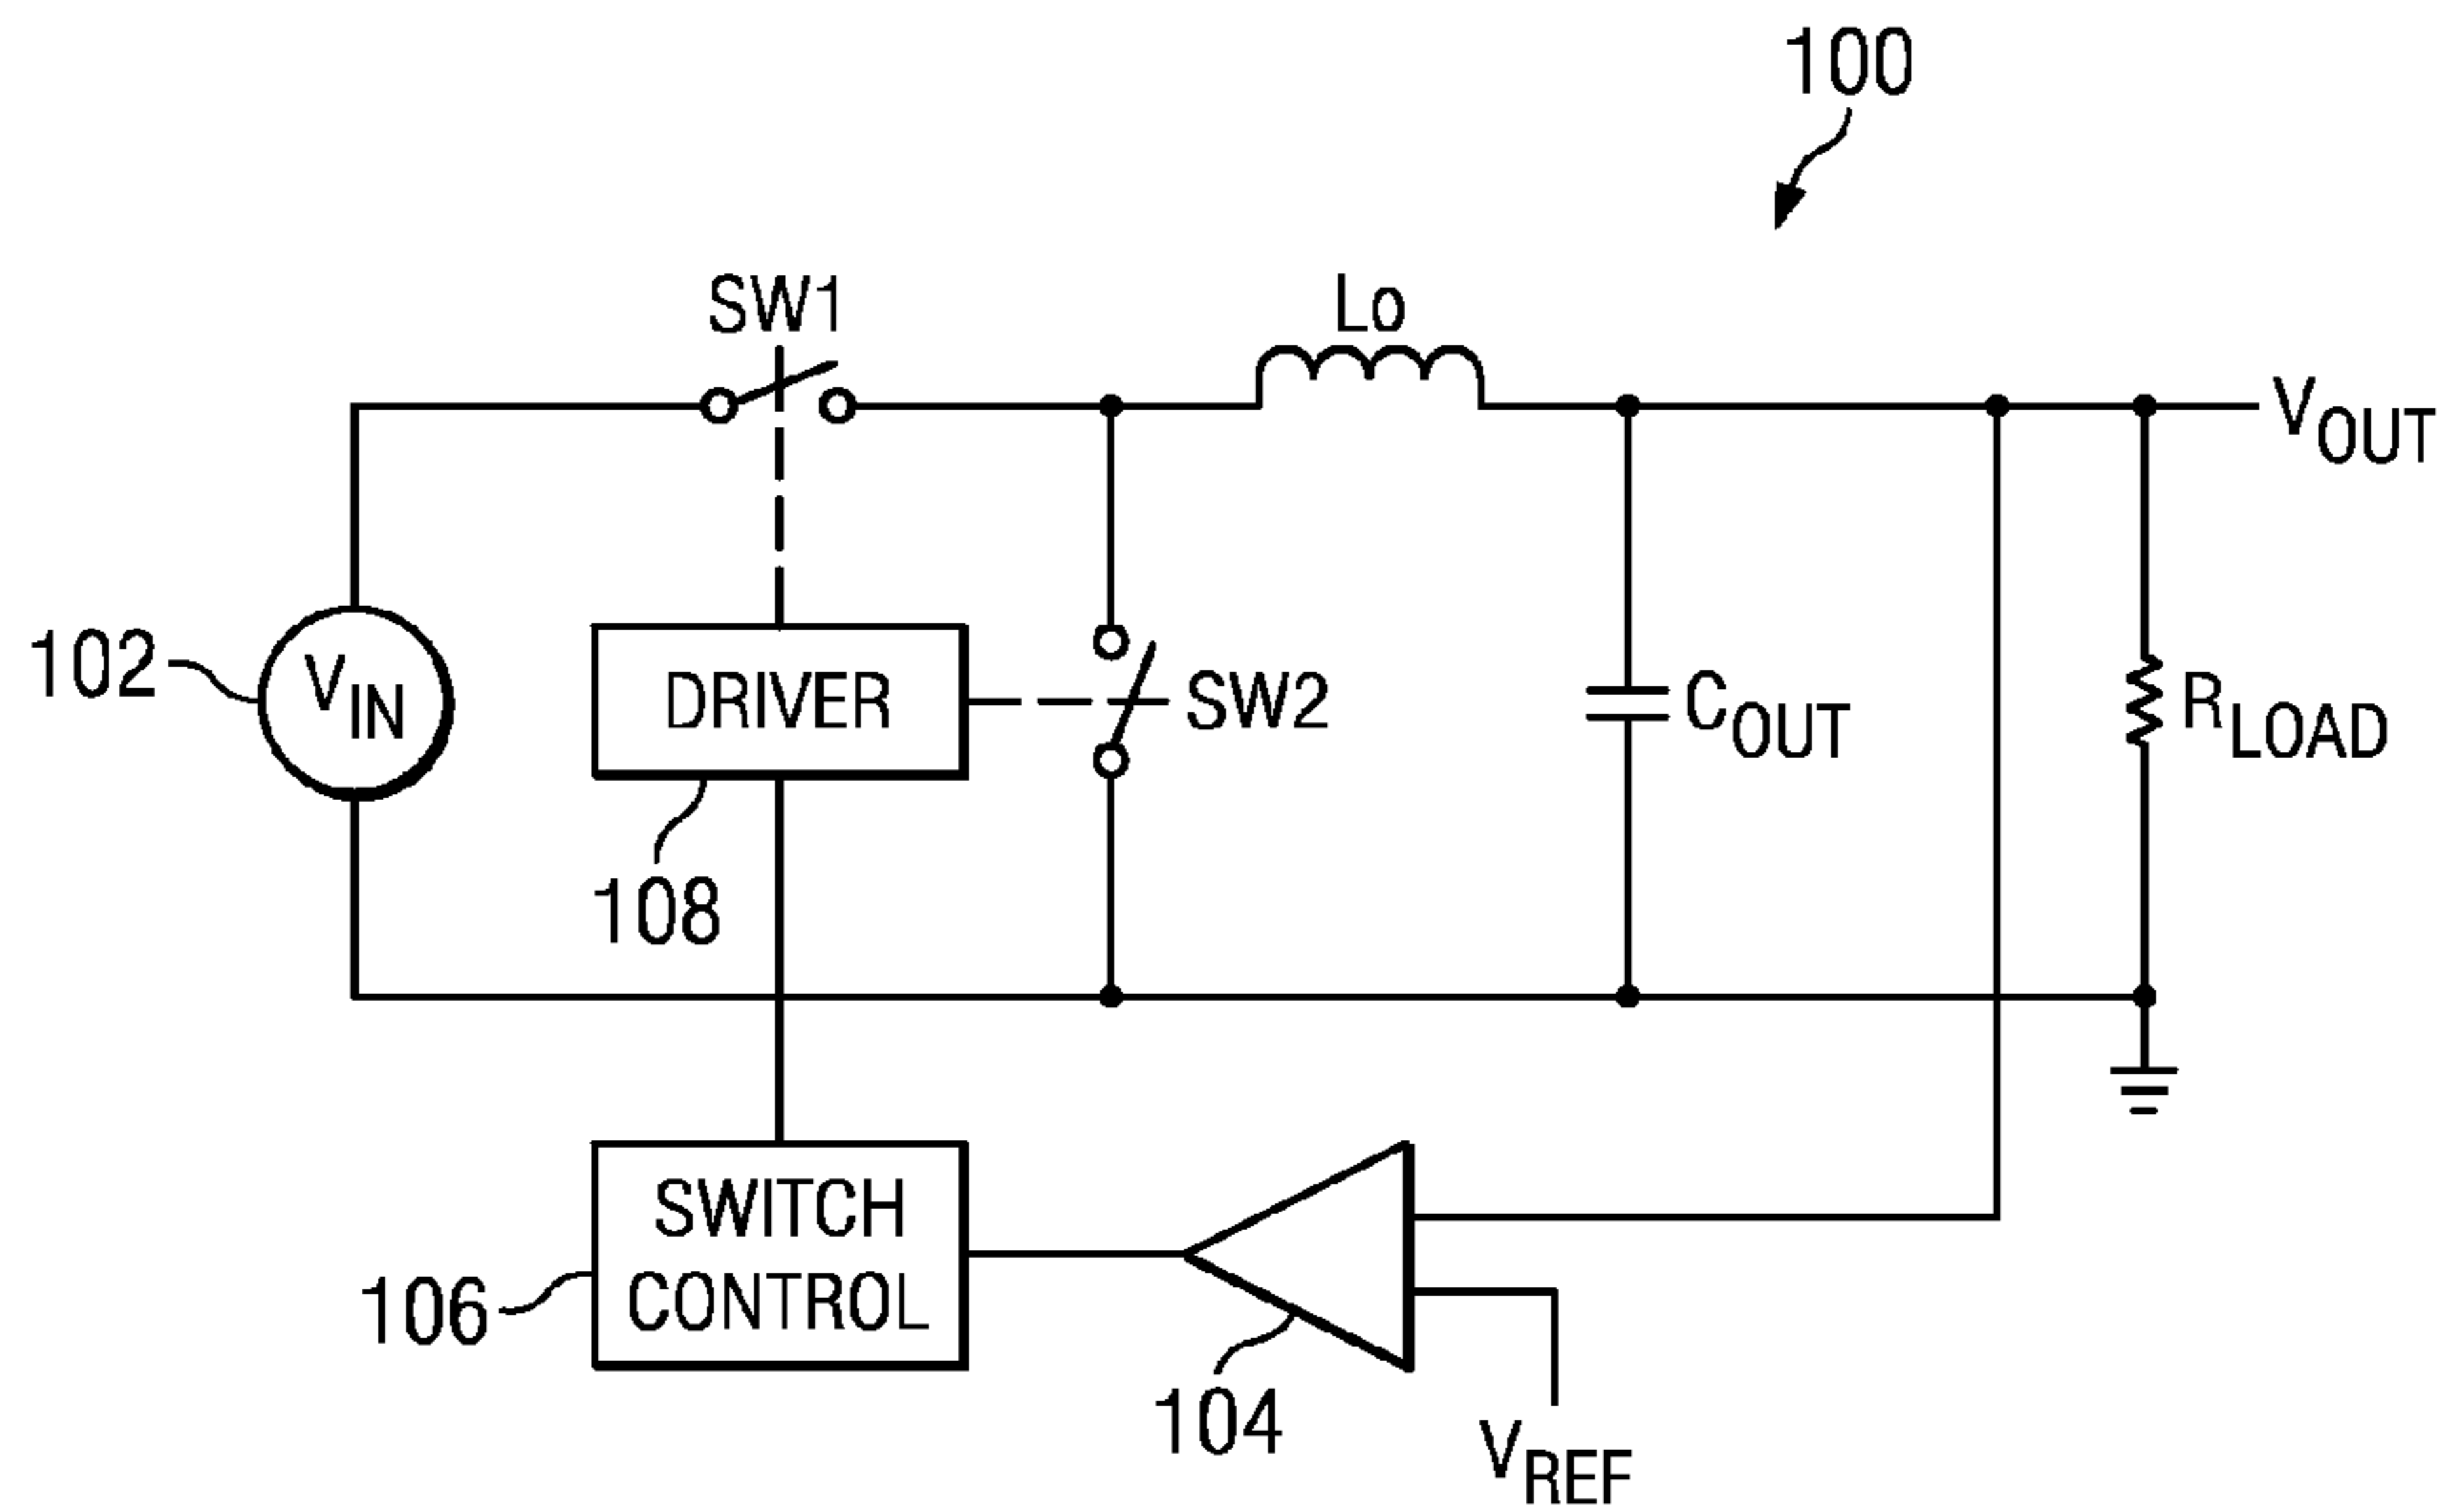 100
SW1
Lo
VOUT
102
VIN
DRIVER
SW2
COUT
RLOAD
108
SWITCH
CONTROL
106
104
VREF